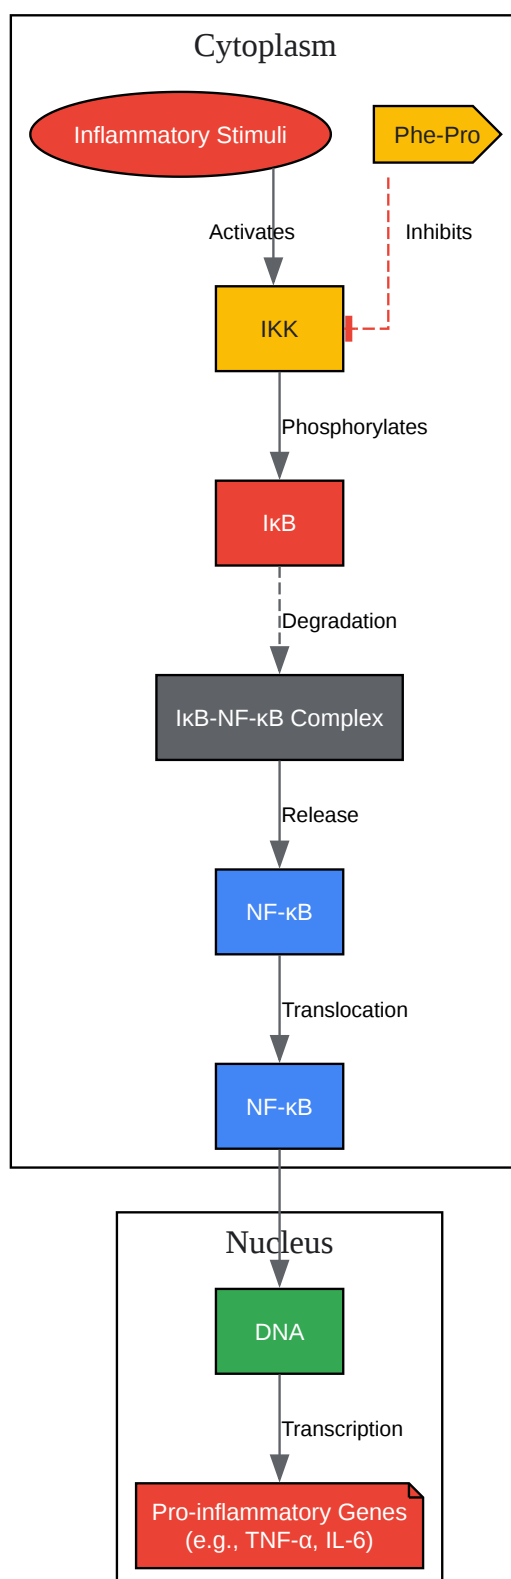 Cytoplasm
Inflammatory Stimuli
Phe-Pro
Activates
Inhibits
IKK
Phosphorylates
IκB
Degradation
IκB-NF-κB Complex
Release
NF-κB
Translocation
NF-κB
Nucleus
DNA
Transcription
Pro-inflammatory Genes
(e.g., TNF-α, IL-6)